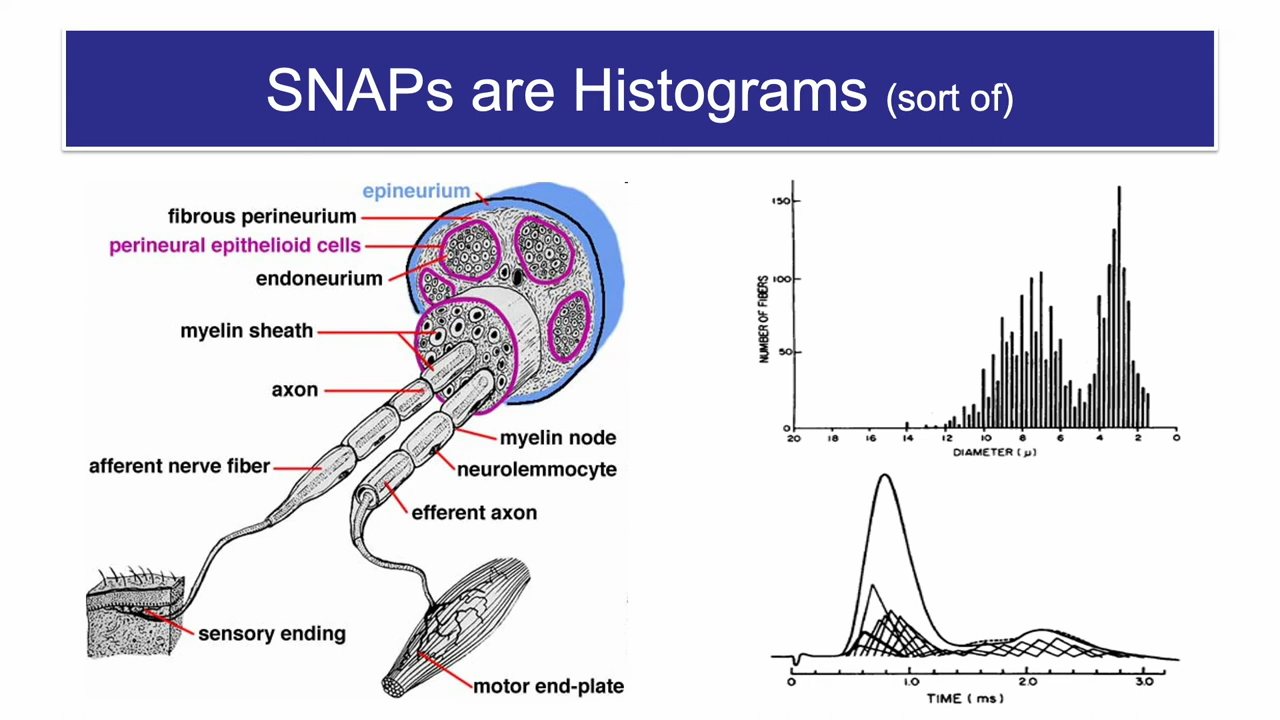 SNAPs are Histograms (sort of)
epineurium
fibrous perineurium
perineural epithelioid cells
endoneurium
myelin sheath
axon
myelin node
afferent nerve fiber
neurolemmocyte
efferent axon
sensory ending
motor end-plate
NUMBER OF FIBERS
150
100
50
0
20 18 16 14 12 10 8 6 4 2 0
DIAMETER (μ)
0 1.0 2.0 3.0
TIME (ms)